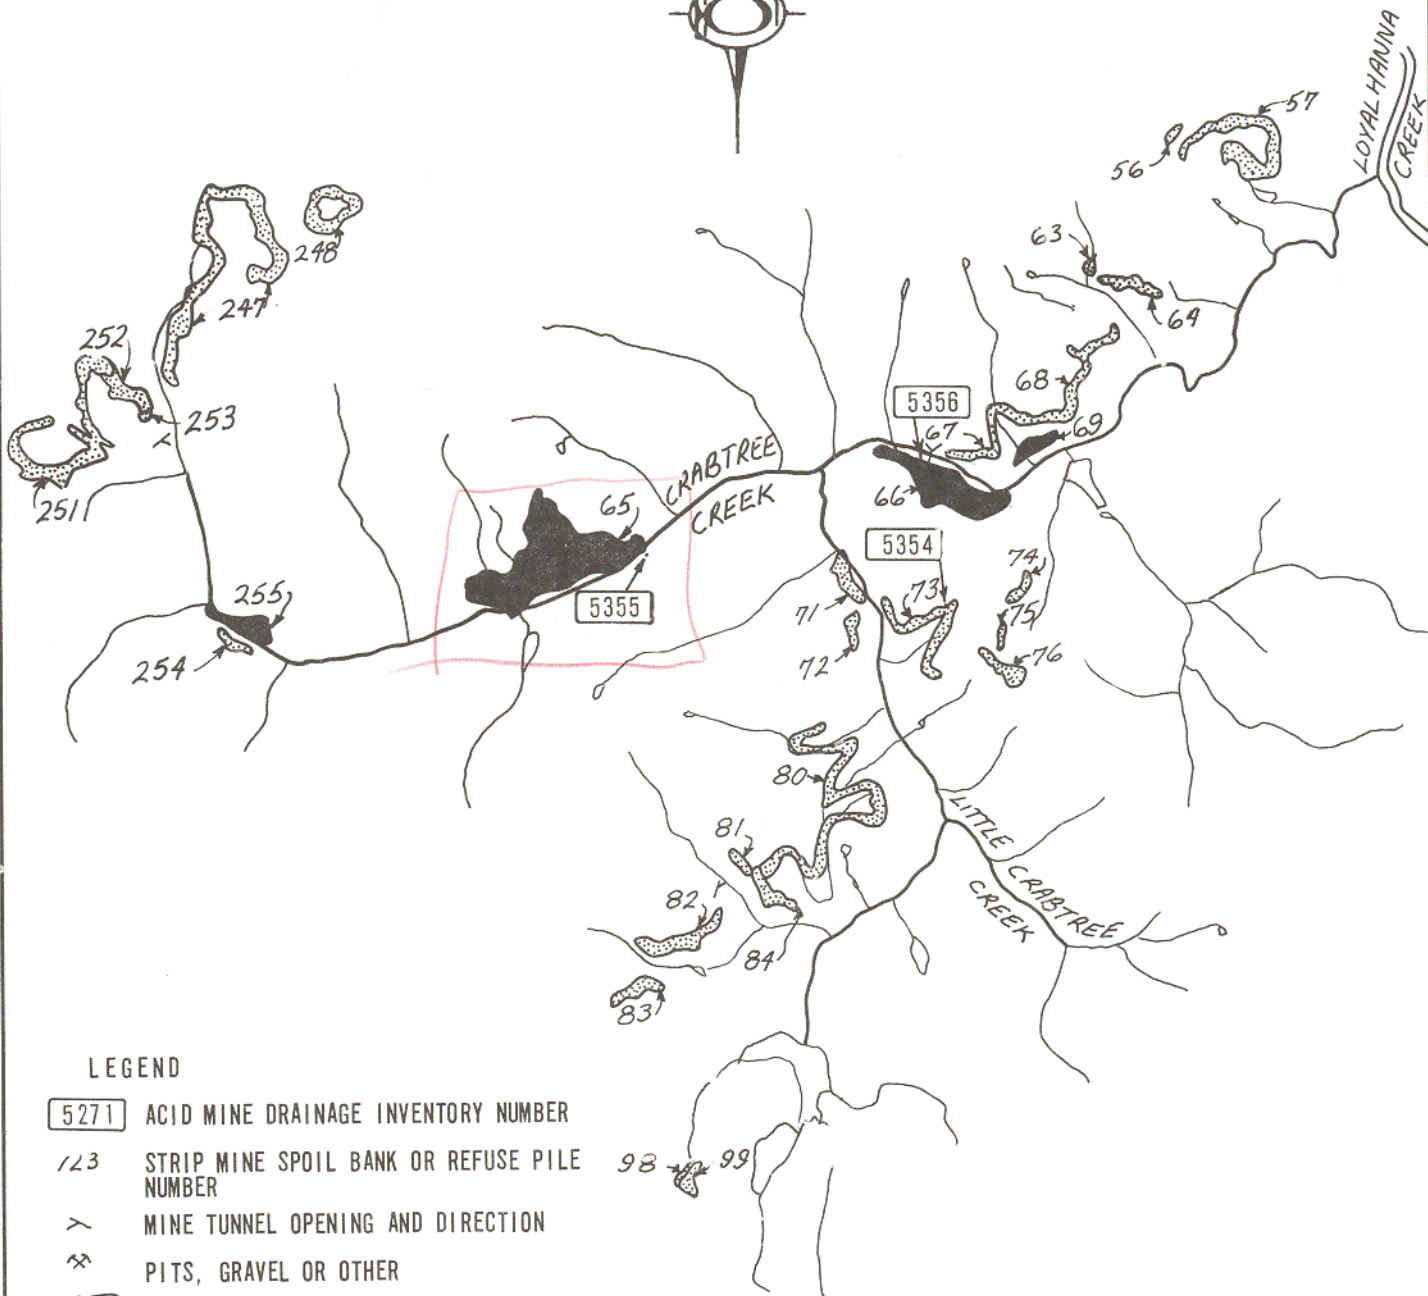 LOYALHANNA
CREEK
57
56
63
64
248
247
252
253
251
68
5356
67
69
CRABTREE
CREEK
65
66
5354
5355
255
254
71
72
73
74
75
76
80
81
82
83
84
LITTLE
CRABTREE
CREEK
LEGEND
5271 ACID MINE DRAINAGE INVENTORY NUMBER
123 STRIP MINE SPOIL BANK OR REFUSE PILE
NUMBER
MINE TUNNEL OPENING AND DIRECTION
PITS, GRAVEL OR OTHER
98 99